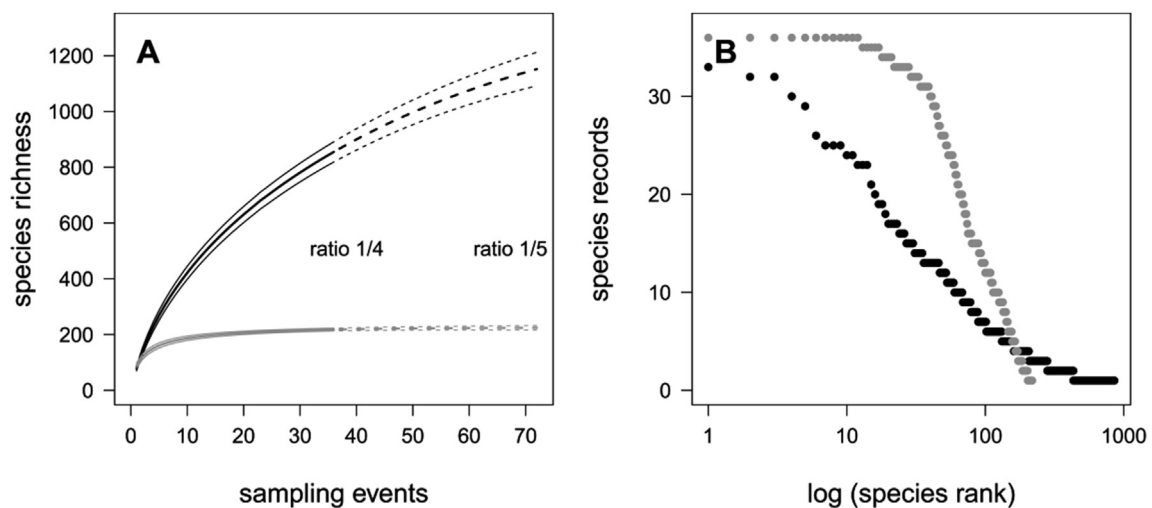 A
1200
1000
800
600
400
200
0
species richness
ratio 1/4
ratio 1/5
0 10 20 30 40 50 60 70
sampling events
B
30
20
10
0
species records
1 10 100 1000
log (species rank)